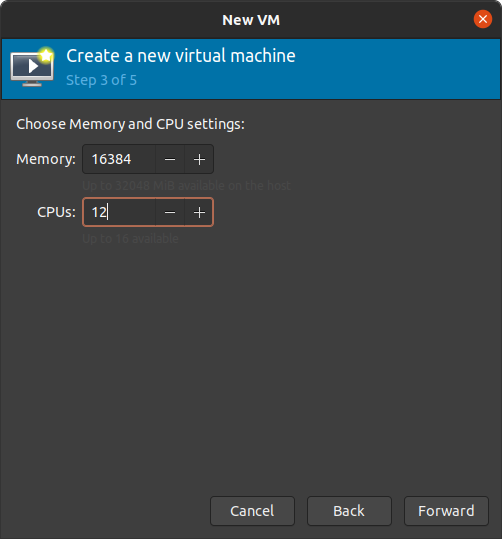 New VM
Create a new virtual machine
Step 3 of 5
Choose Memory and CPU settings:
Memory: 16384 − +
Up to 32048 MiB available on the host
CPUs: 12 − +
Up to 16 available
Cancel Back Forward